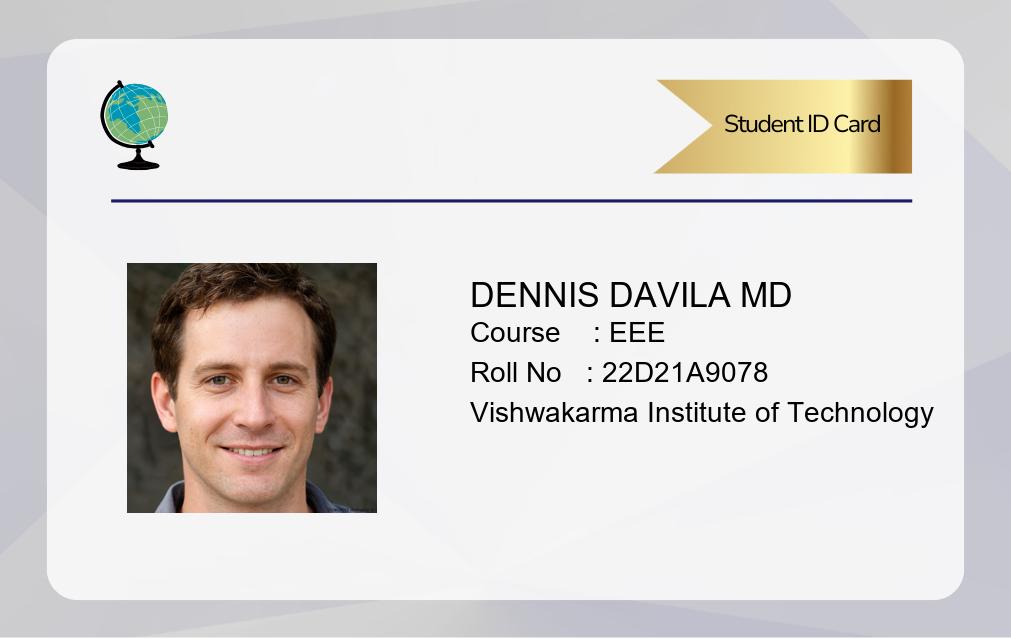 Student ID Card
DENNIS DAVILA MD
Course : EEE
Roll No : 22D21A9078
Vishwakarma Institute of Technology